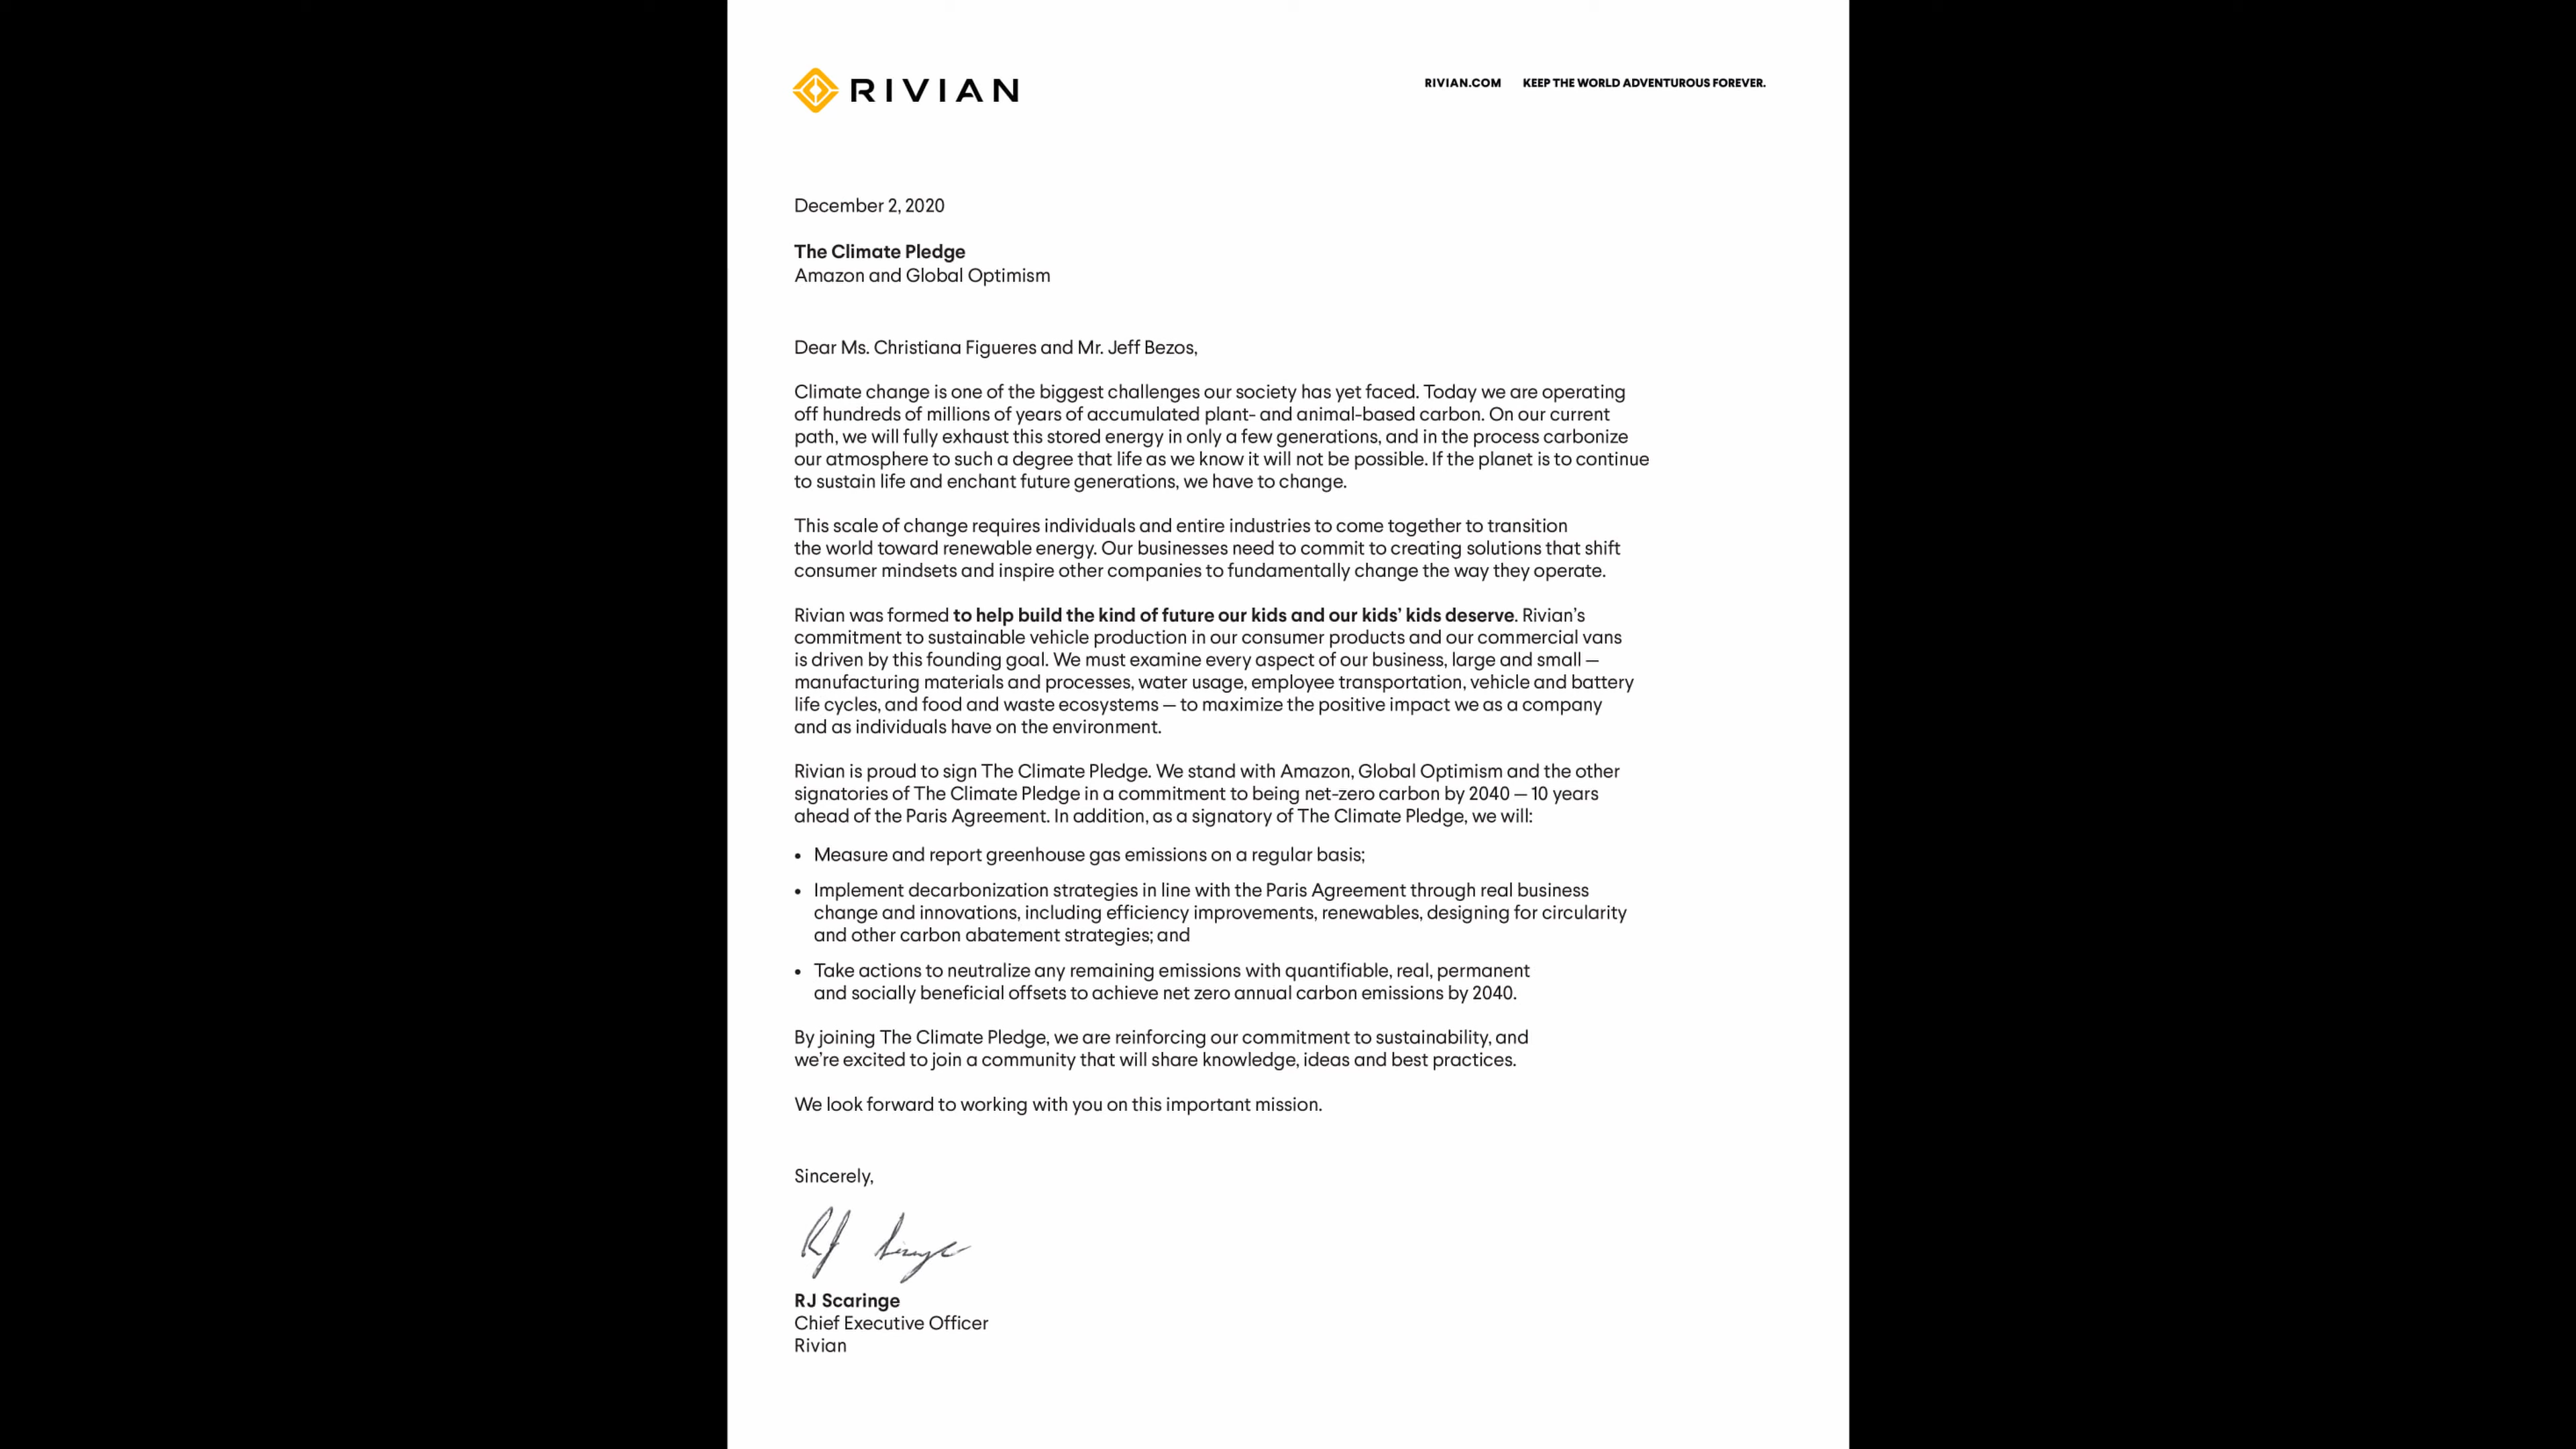 RIVIAN
RIVIAN.COM KEEP THE WORLD ADVENTUROUS FOREVER.
December 2, 2020
The Climate Pledge
Amazon and Global Optimism
Dear Ms. Christiana Figueres and Mr. Jeff Bezos,
Climate change is one of the biggest challenges our society has yet faced. Today we are operating
off hundreds of millions of years of accumulated plant- and animal-based carbon. On our current
path, we will fully exhaust this stored energy in only a few generations, and in the process carbonize
our atmosphere to such a degree that life as we know it will not be possible. If the planet is to continue
to sustain life and enchant future generations, we have to change.
This scale of change requires individuals and entire industries to come together to transition
the world toward renewable energy. Our businesses need to commit to creating solutions that shift
consumer mindsets and inspire other companies to fundamentally change the way they operate.
Rivian was formed to help build the kind of future our kids and our kids’ kids deserve. Rivian’s
commitment to sustainable vehicle production in our consumer products and our commercial vans
is driven by this founding goal. We must examine every aspect of our business, large and small —
manufacturing materials and processes, water usage, employee transportation, vehicle and battery
life cycles, and food and waste ecosystems — to maximize the positive impact we as a company
and as individuals have on the environment.
Rivian is proud to sign The Climate Pledge. We stand with Amazon, Global Optimism and the other
signatories of The Climate Pledge in a commitment to being net-zero carbon by 2040 — 10 years
ahead of the Paris Agreement. In addition, as a signatory of The Climate Pledge, we will:
• Measure and report greenhouse gas emissions on a regular basis;
• Implement decarbonization strategies in line with the Paris Agreement through real business
change and innovations, including efficiency improvements, renewables, designing for circularity
and other carbon abatement strategies; and
• Take actions to neutralize any remaining emissions with quantifiable, real, permanent
and socially beneficial offsets to achieve net zero annual carbon emissions by 2040.
By joining The Climate Pledge, we are reinforcing our commitment to sustainability, and
we’re excited to join a community that will share knowledge, ideas and best practices.
We look forward to working with you on this important mission.
Sincerely,
RJ Scaringe
RJ Scaringe
Chief Executive Officer
Rivian